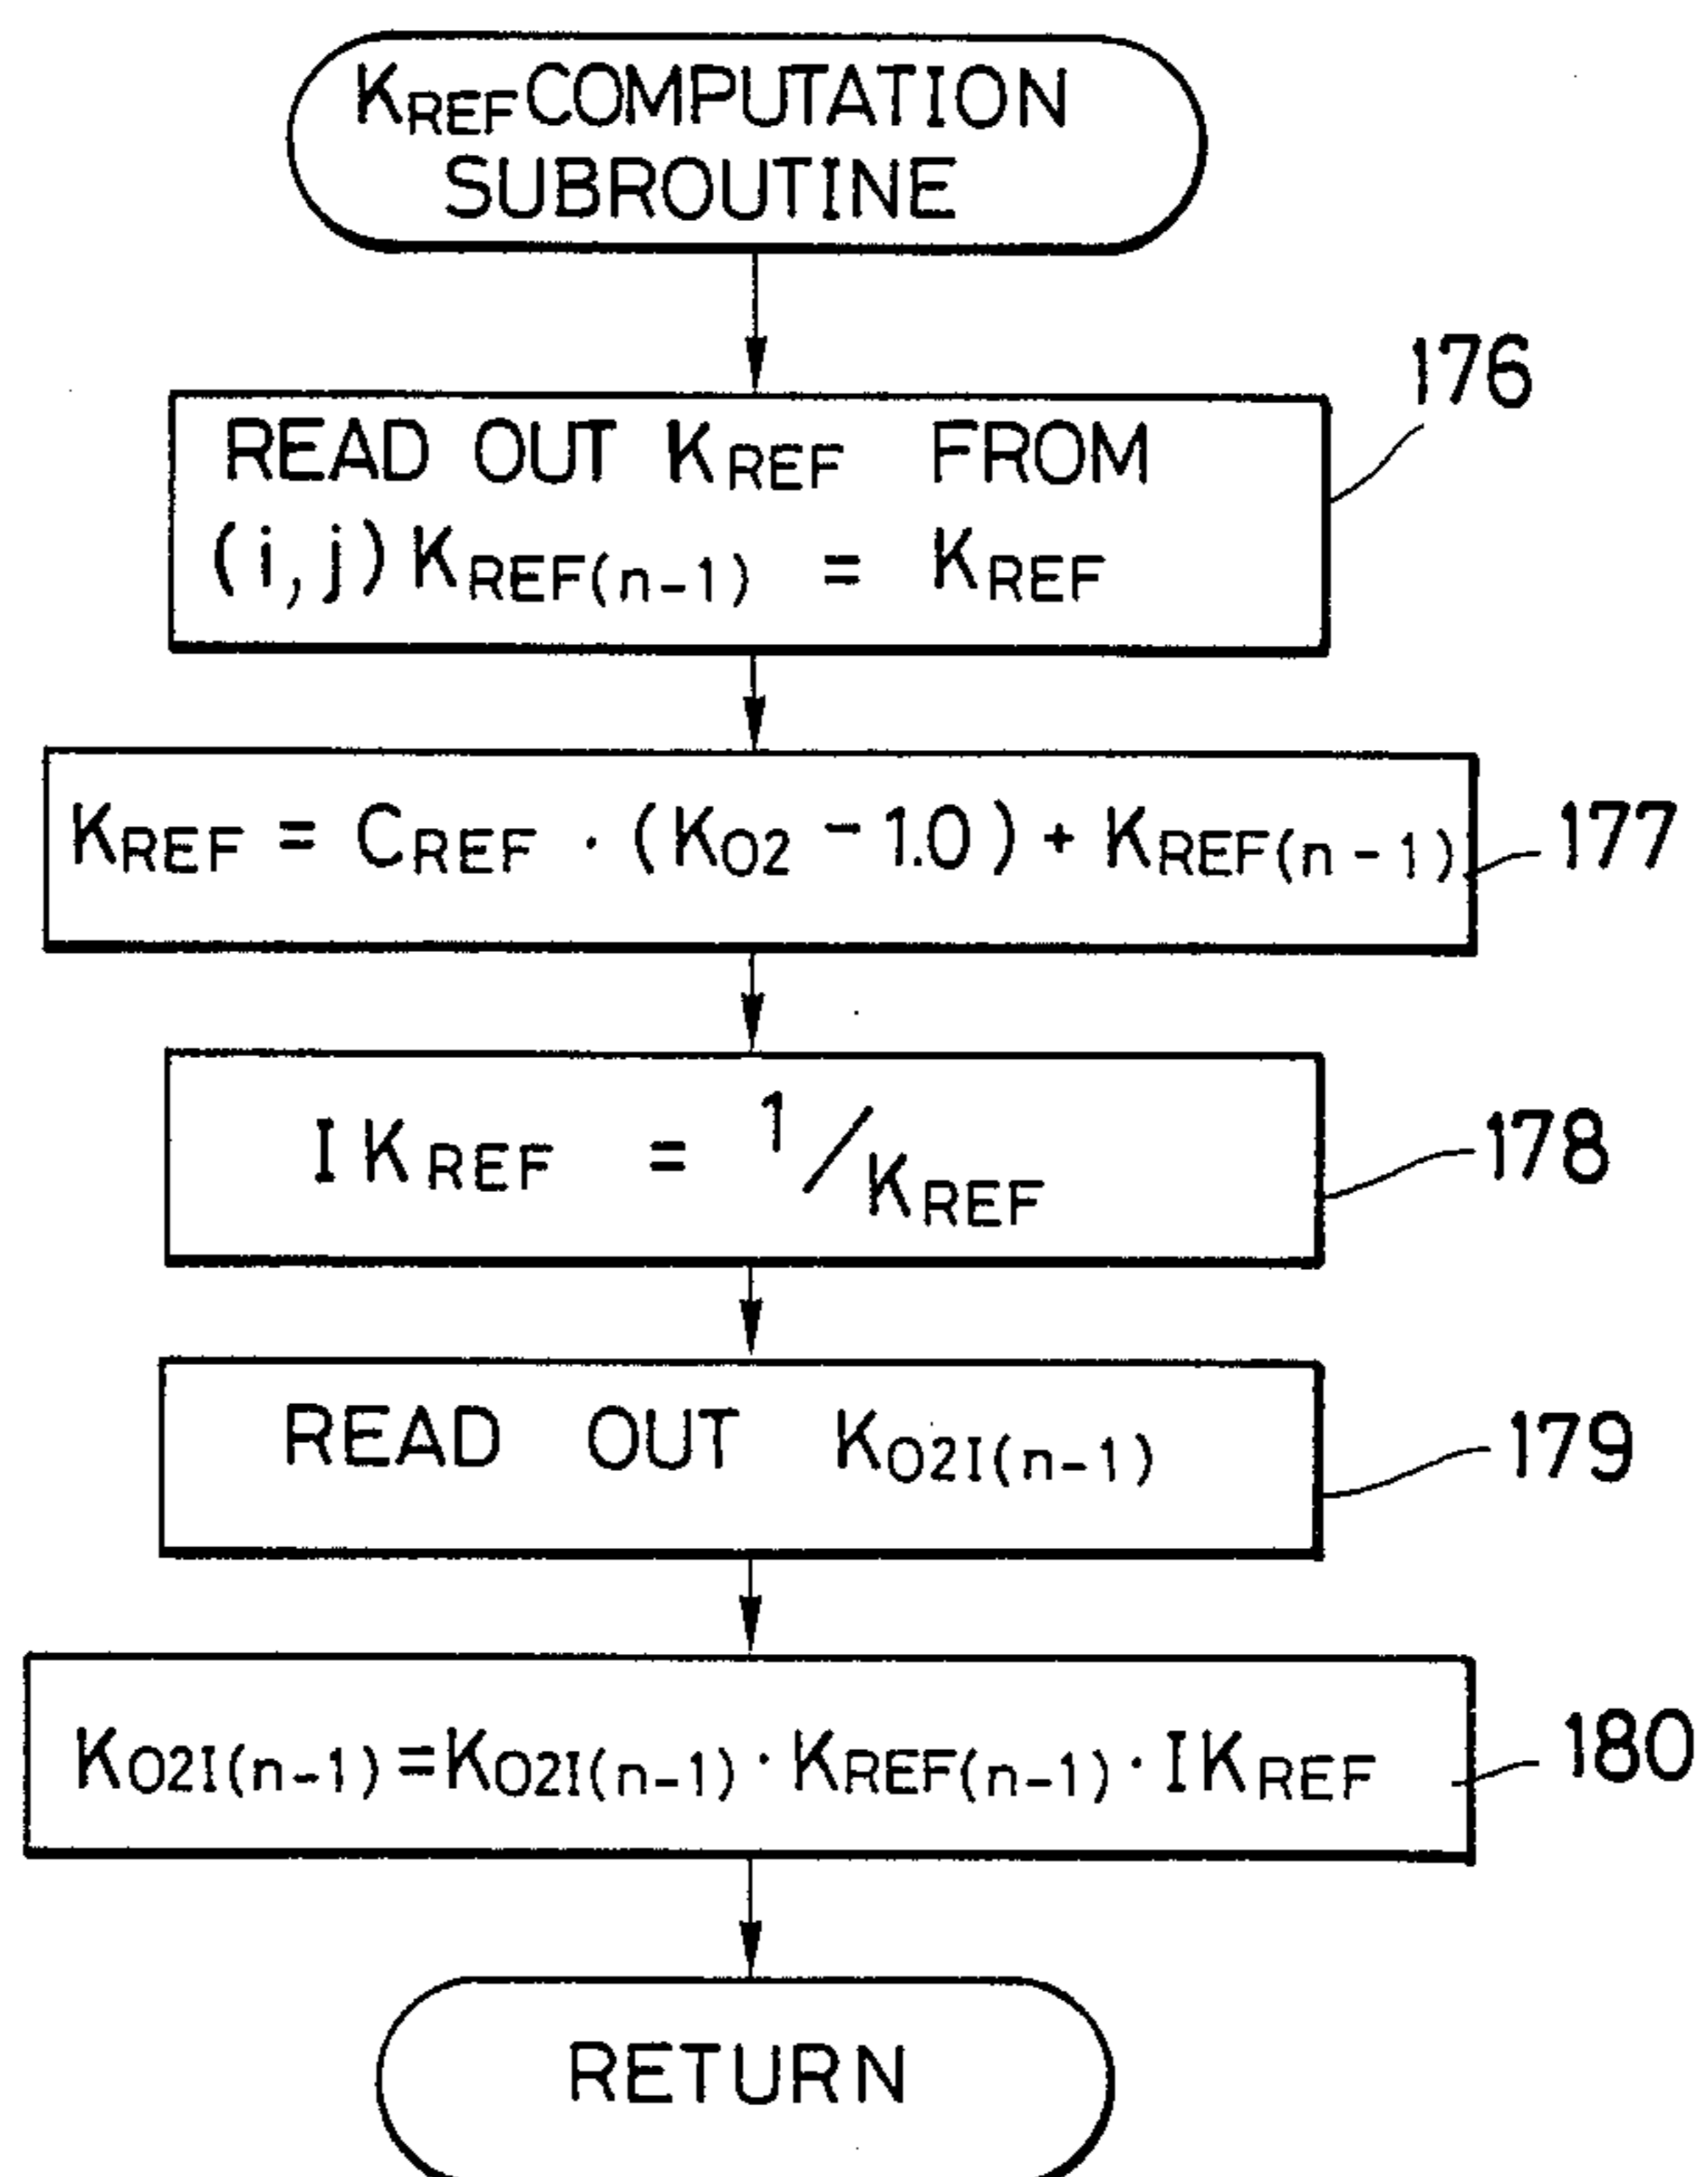 KREF COMPUTATION
SUBROUTINE
176
READ OUT KREF FROM
(i,j) KREF(n-1) = KREF
KREF = CREF · (KO2 - 1.0) + KREF(n-1)
177
IKREF = 1/KREF
178
READ OUT KO2I(n-1)
179
KO2I(n-1) = KO2I(n-1) · KREF(n-1) · IKREF
180
RETURN